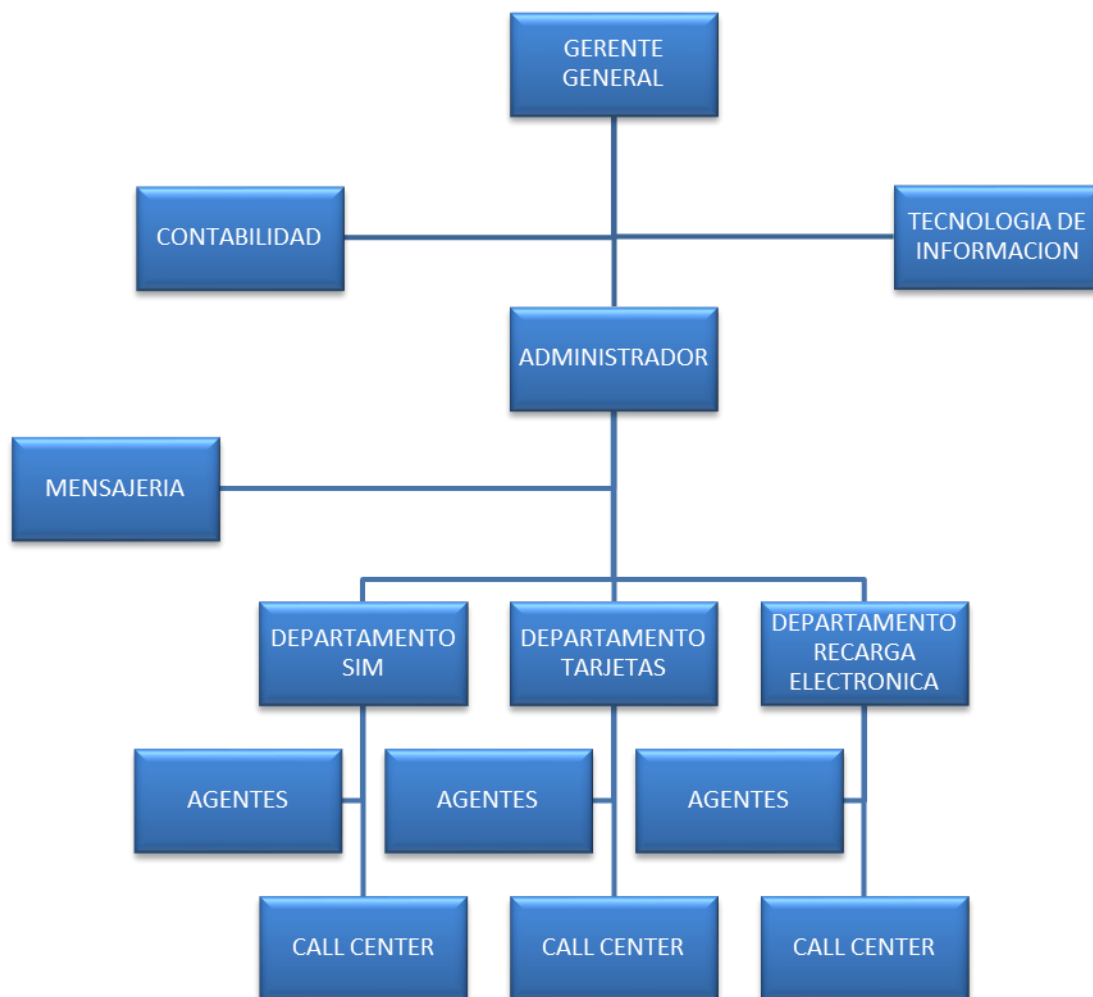 GERENTE
GENERAL
CONTABILIDAD
TECNOLOGIA DE
INFORMACION
ADMINISTRADOR
MENSAJERIA
DEPARTAMENTO
SIM
DEPARTAMENTO
TARJETAS
DEPARTAMENTO
RECARGA
ELECTRONICA
AGENTES
AGENTES
AGENTES
CALL CENTER
CALL CENTER
CALL CENTER